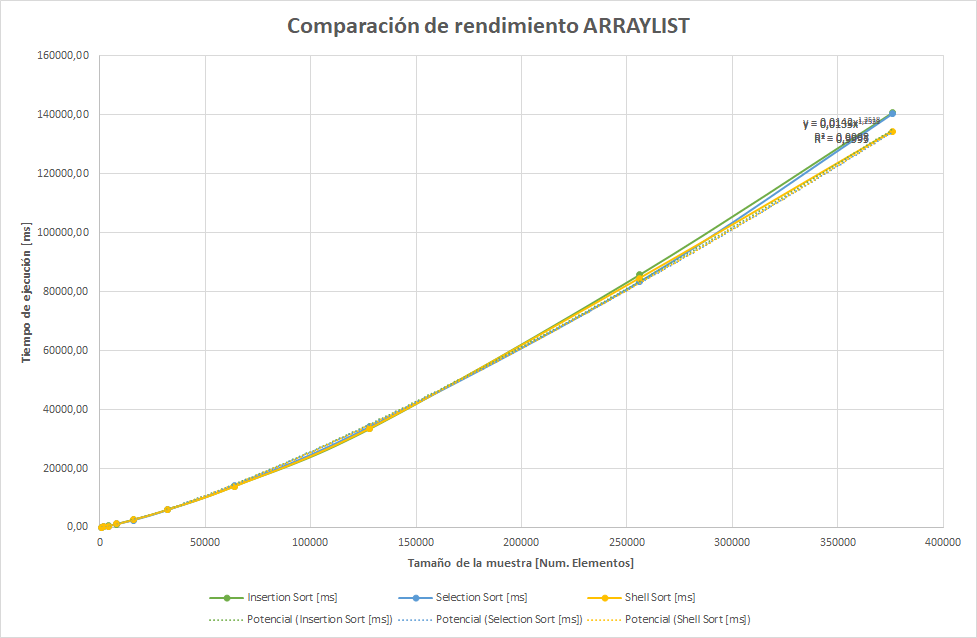 Comparación de rendimiento ARRAYLIST
160000,00
140000,00
120000,00
100000,00
80000,00
60000,00
40000,00
20000,00
0,00
Tiempo de ejecución [ms]
0
50000
100000
150000
200000
250000
300000
350000
400000
Tamaño de la muestra [Num. Elementos]
Insertion Sort [ms]
Selection Sort [ms]
Shell Sort [ms]
Potencial (Insertion Sort [ms])
Potencial (Selection Sort [ms])
Potencial (Shell Sort [ms])